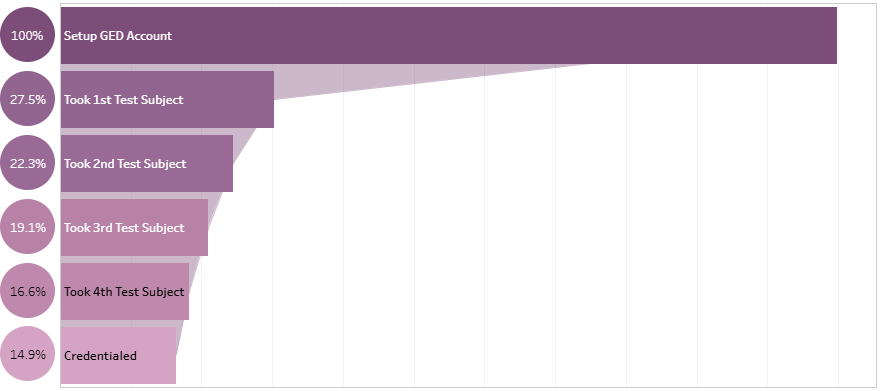 100% Setup GED Account
27.5% Took 1st Test Subject
22.3% Took 2nd Test Subject
19.1% Took 3rd Test Subject
16.6% Took 4th Test Subject
14.9% Credentialed